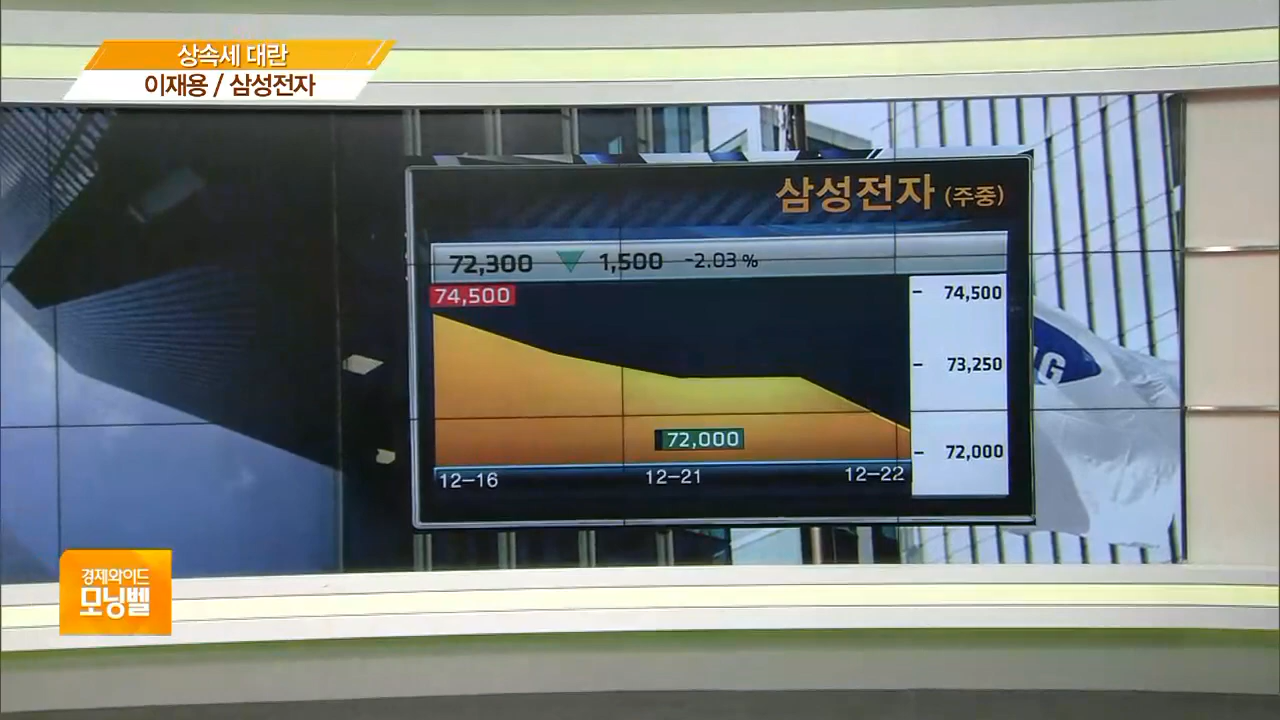 상속세 대란
이재용 / 삼성전자
삼성전자 (주중)
72,300 ▼ 1,500 -2.03 %
74,500
74,500
73,250
NG
72,000
72,000
12-16 12-21 12-22
경제와이드
모닝벨